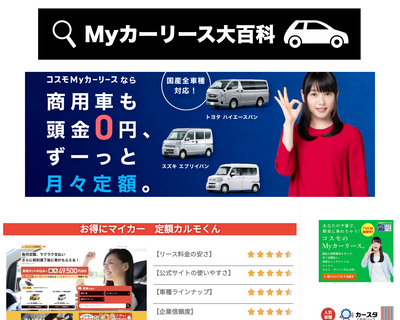 Myカーリース大百科
コスモMyカーリースなら
国産全車種
対応！
商用車も
頭金0円、
ずーっと
月々定額。
トヨタ ハイエースバン
スズキ エブリイバン
お得にマイカー 定額カルモくん
【リース料金の安さ】
【公式サイトの使いやすさ】
【車種ラインナップ】
【企業信頼度】
49,500円
コスモの
Myカーリース。
カースタ